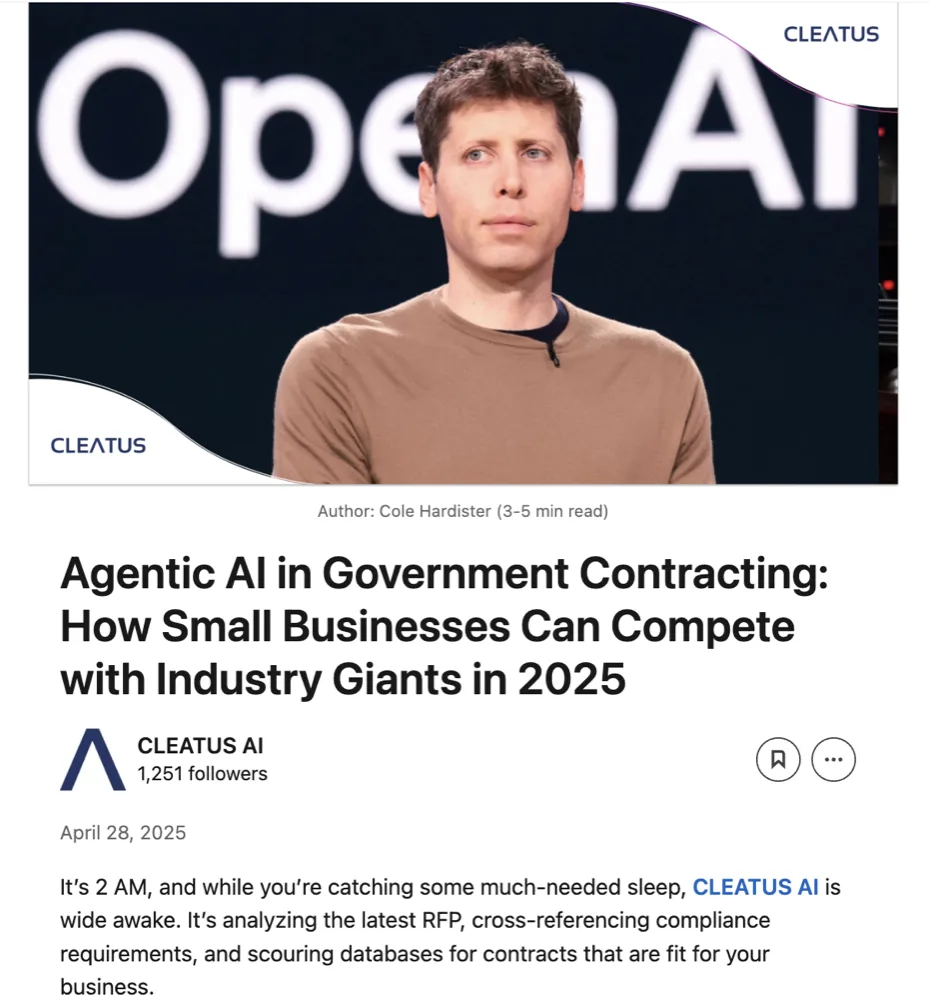 CLEATUS
OpenAI
CLEATUS
Author: Cole Hardister (3-5 min read)
Agentic AI in Government Contracting:
How Small Businesses Can Compete
with Industry Giants in 2025
CLEATUS AI
1,251 followers
April 28, 2025
It's 2 AM, and while you're catching some much-needed sleep, CLEATUS AI is
wide awake. It's analyzing the latest RFP, cross-referencing compliance
requirements, and scouring databases for contracts that are fit for your
business.